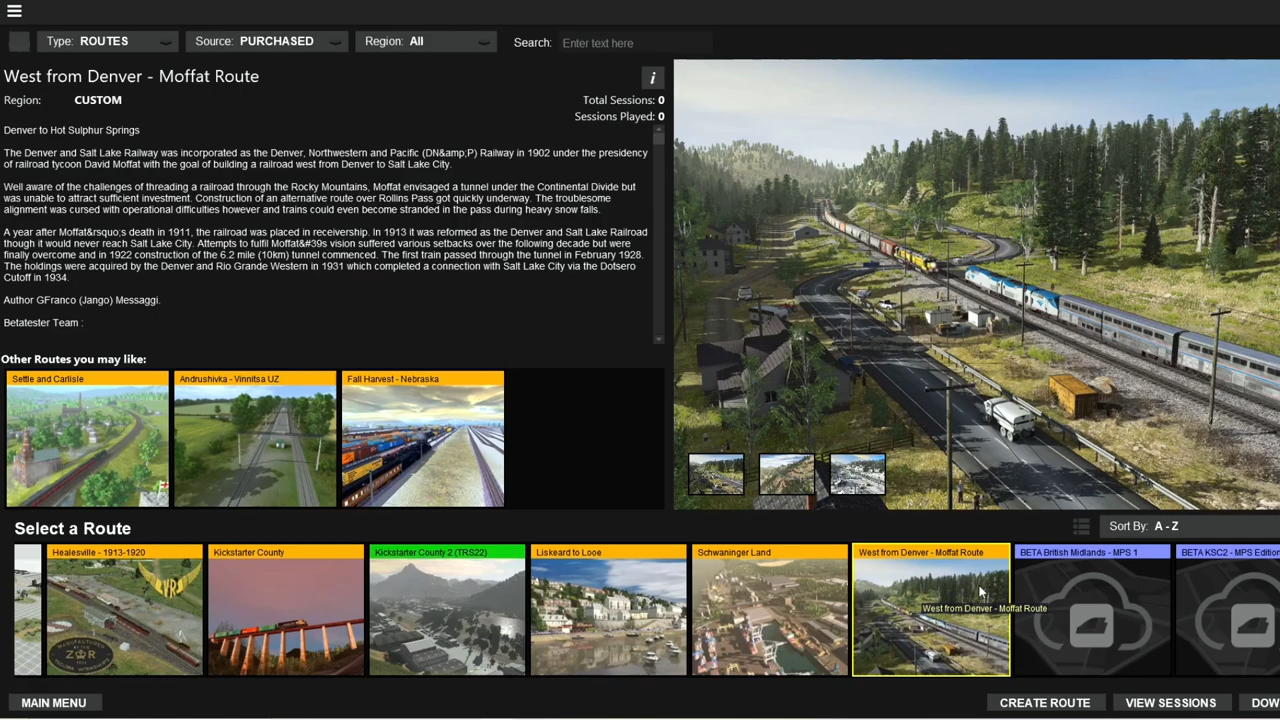 Type: ROUTES
Source: PURCHASED
Region: All
Search: Enter text here
West from Denver - Moffat Route
i
Region: CUSTOM
Total Sessions: 0
Sessions Played: 0
Denver to Hot Sulphur Springs
The Denver and Salt Lake Railway was incorporated as the Denver, Northwestern and Pacific (DN&amp;P) Railway in 1902 under the presidency
of railroad tycoon David Moffat with the goal of building a railroad west from Denver to Salt Lake City.
Well aware of the challenges of threading a railroad through the Rocky Mountains, Moffat envisaged a tunnel under the Continental Divide but
was unable to attract sufficient investment. Construction of an alternative route over Rollins Pass got quickly underway. The troublesome
alignment was cursed with operational difficulties however and trains could even become stranded in the pass during heavy snow falls.
A year after Moffat&rsquo;s death in 1911, the railroad was placed in receivership. In 1913 it was reformed as the Denver and Salt Lake Railroad
though it would never reach Salt Lake City. Attempts to fulfil Moffat&#39s vision suffered various setbacks over the following decade but were
finally overcome and in 1922 construction of the 6.2 mile (10km) tunnel commenced. The first train passed through the tunnel in February 1928.
The holdings were acquired by the Denver and Rio Grande Western in 1931 which completed a connection with Salt Lake City via the Dotsero
Cutoff in 1934.
Author GFranco (Jango) Messaggi.
Betatester Team :
Other Routes you may like:
Settle and Carlisle
Andrushivka - Vinnitsa UZ
Fall Harvest - Nebraska
Select a Route
Sort By: A - Z
Healesville - 1913-1920
Kickstarter County
Kickstarter County 2 (TRS22)
Liskeard to Looe
Schwaninger Land
West from Denver - Moffat Route
BETA British Midlands - MPS 1
BETA KSC2 - MPS Edition
West from Denver - Moffat Route
MAIN MENU
CREATE ROUTE
VIEW SESSIONS
DOW